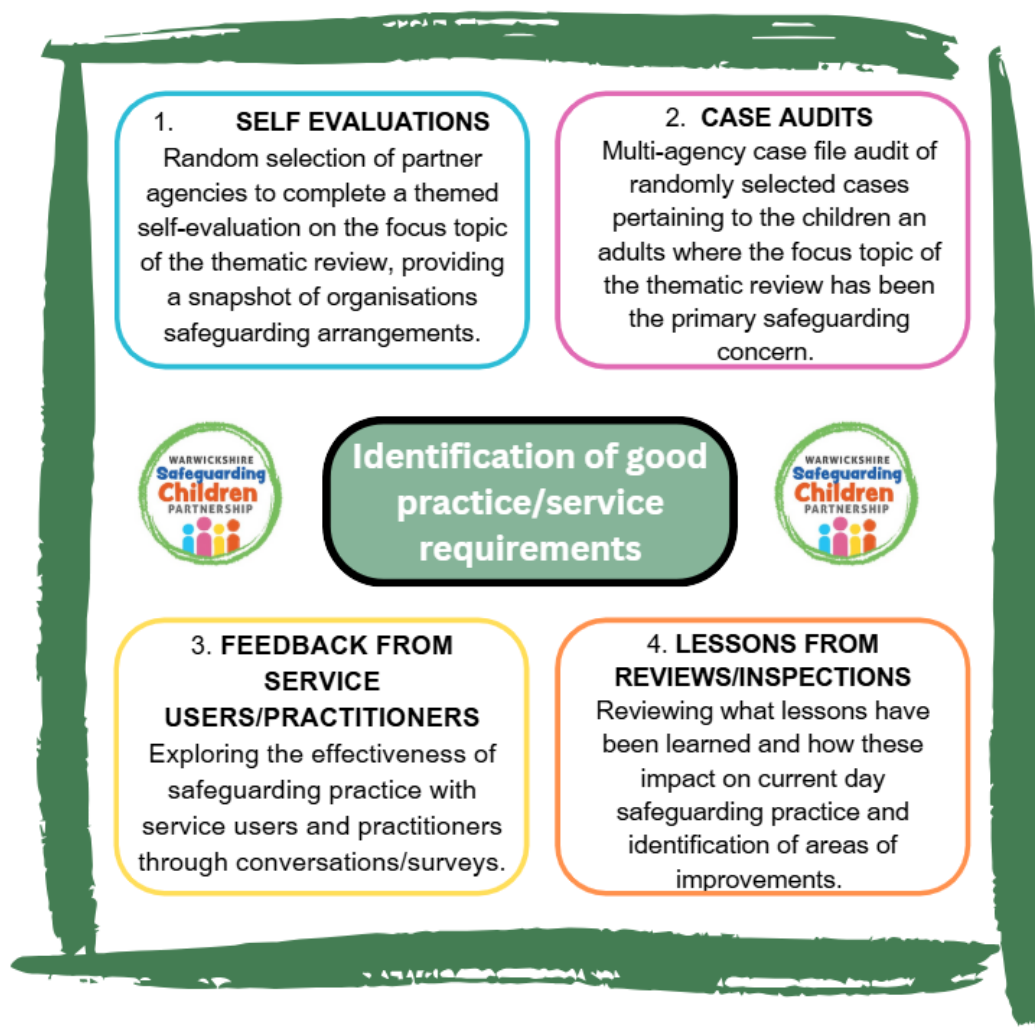 1. SELF EVALUATIONS
Random selection of partner
agencies to complete a themed
self-evaluation on the focus topic
of the thematic review, providing
a snapshot of organisations
safeguarding arrangements.
2. CASE AUDITS
Multi-agency case file audit of
randomly selected cases
pertaining to the children an
adults where the focus topic of
the thematic review has been
the primary safeguarding
concern.
WARWICKSHIRE
Safeguarding
Children
PARTNERSHIP
Identification of good
practice/service
requirements
WARWICKSHIRE
Safeguarding
Children
PARTNERSHIP
3. FEEDBACK FROM
SERVICE
USERS/PRACTITIONERS
Exploring the effectiveness of
safeguarding practice with
service users and practitioners
through conversations/surveys.
4. LESSONS FROM
REVIEWS/INSPECTIONS
Reviewing what lessons have
been learned and how these
impact on current day
safeguarding practice and
identification of areas of
improvements.